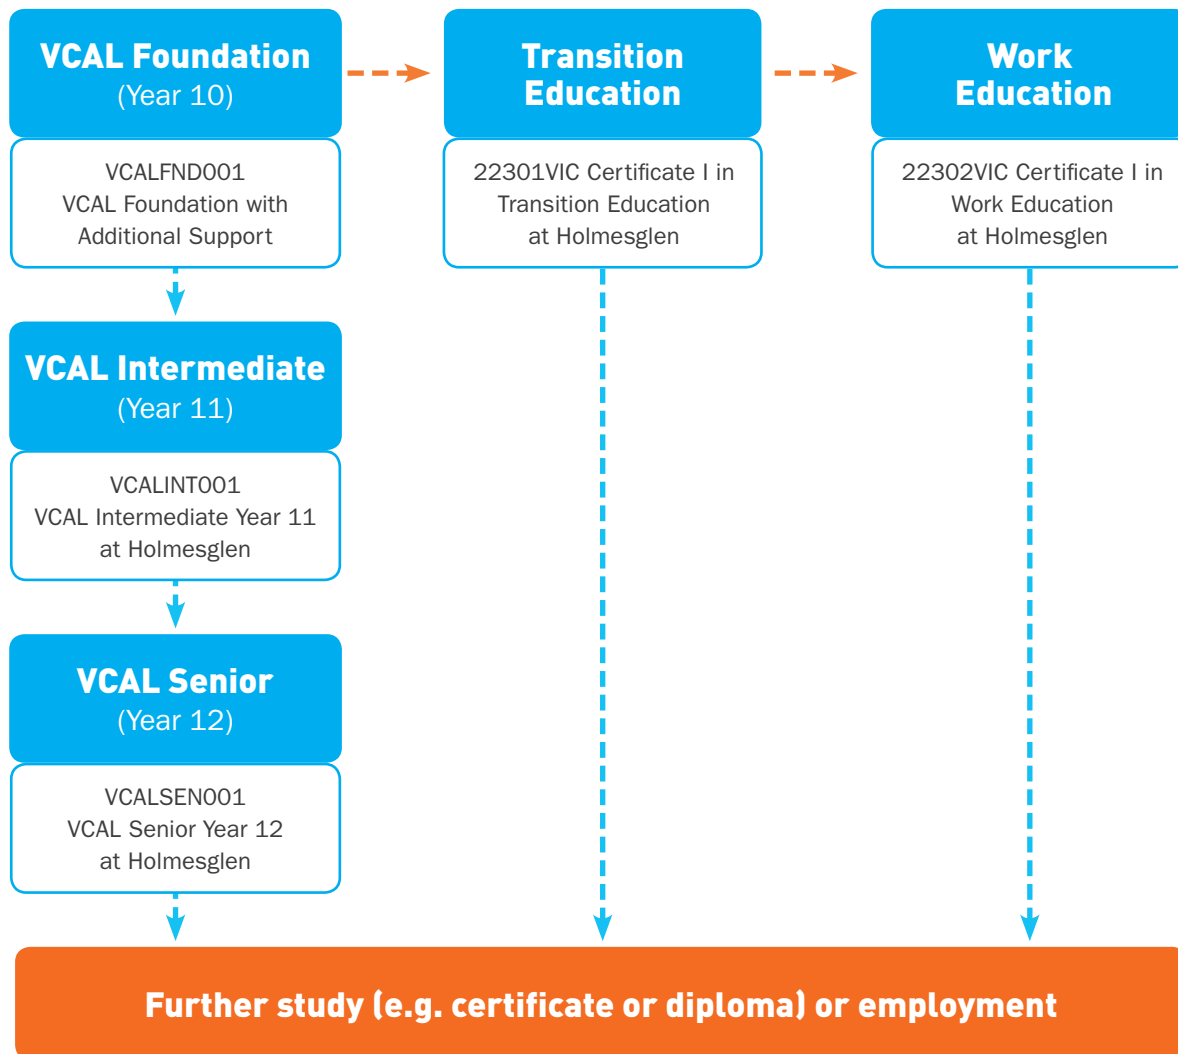 VCAL Foundation
(Year 10)
VCALFND001
VCAL Foundation with
Additional Support
Transition
Education
22301VIC Certificate I in
Transition Education
at Holmesglen
Work
Education
22302VIC Certificate I in
Work Education
at Holmesglen
VCAL Intermediate
(Year 11)
VCALINT001
VCAL Intermediate Year 11
at Holmesglen
VCAL Senior
(Year 12)
VCALSEN001
VCAL Senior Year 12
at Holmesglen
Further study (e.g. certificate or diploma) or employment